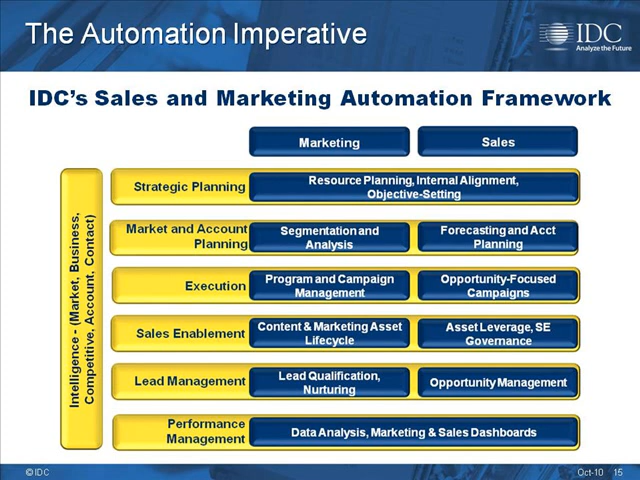 The Automation Imperative
IDC
Analyze the Future
IDC's Sales and Marketing Automation Framework
Marketing
Sales
Intelligence - (Market, Business,
Competitive, Account, Contact)
Strategic Planning
Resource Planning, Internal Alignment,
Objective-Setting
Market and Account
Planning
Segmentation and
Analysis
Forecasting and Acct
Planning
Execution
Program and Campaign
Management
Opportunity-Focused
Campaigns
Sales Enablement
Content & Marketing Asset
Lifecycle
Asset Leverage, SE
Governance
Lead Management
Lead Qualification,
Nurturing
Opportunity Management
Performance
Management
Data Analysis, Marketing & Sales Dashboards
© IDC
Oct-10 15